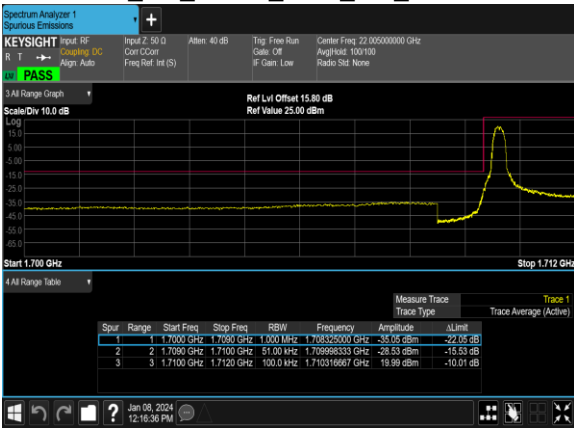 Spectrum Analyzer 1
Spurious Emissions
+
KEYSIGHT Input: RF Input Z: 50 Ω Atten: 40 dB Trig: Free Run Center Freq: 22.005000000 GHz
R T Coupling: DC Corr CCorr Gate: Off Avg|Hold: 100/100
Align: Auto Freq Ref: Int (S) IF Gain: Low Radio Std: None
PASS
3 All Range Graph Ref Lvl Offset 15.80 dB
Scale/Div 10.0 dB Ref Value 25.00 dBm
Log
15.0
5.00
-5.00
-15.0
-25.0
-35.0
-45.0
-55.0
-65.0
Start 1.700 GHz Stop 1.712 GHz
4 All Range Table
Measure Trace Trace 1
Trace Type Trace Average (Active)
Spur Range Start Freq Stop Freq RBW Frequency Amplitude ΔLimit
1 1 1.7000 GHz 1.7090 GHz 1.000 MHz 1.708325000 GHz -35.05 dBm -22.05 dB
2 2 1.7090 GHz 1.7100 GHz 51.00 kHz 1.709998333 GHz -28.53 dBm -15.53 dB
3 3 1.7100 GHz 1.7120 GHz 100.0 kHz 1.710316667 GHz 19.99 dBm -10.01 dB
? Jan 08, 2024
12:16:36 PM